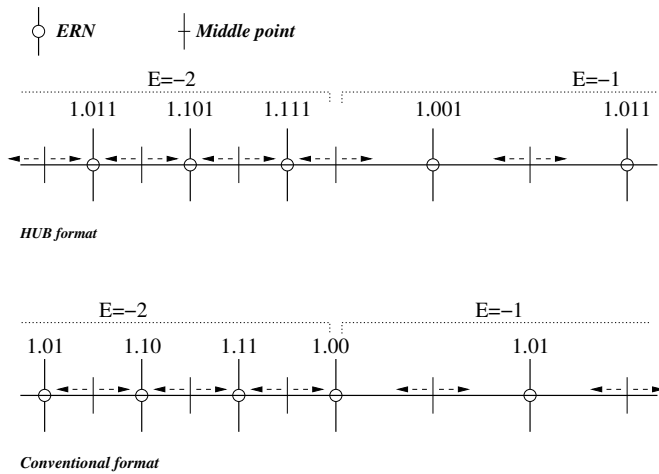 ERN Middle point
E=−2 E=−1
1.011 1.101 1.111 1.001 1.011
HUB format
E=−2 E=−1
1.01 1.10 1.11 1.00 1.01
Conventional format